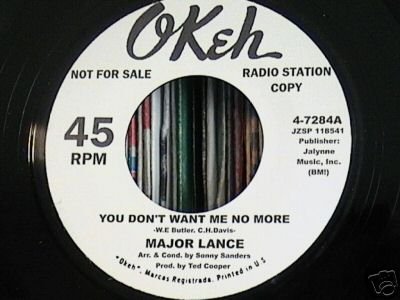 OKeh
NOT FOR SALE
RADIO STATION
COPY
45
RPM
4-7284A
JZSP 118541
Publisher:
Jalynne
Music, Inc.
(BMI)
YOU DON'T WANT ME NO MORE
-W.E Butler. C.H.Davis-
MAJOR LANCE
Arr. & Cond. by Sonny Sanders
Prod. by Ted Cooper
"Okeh". Marcas Registrada. Printed in U.S